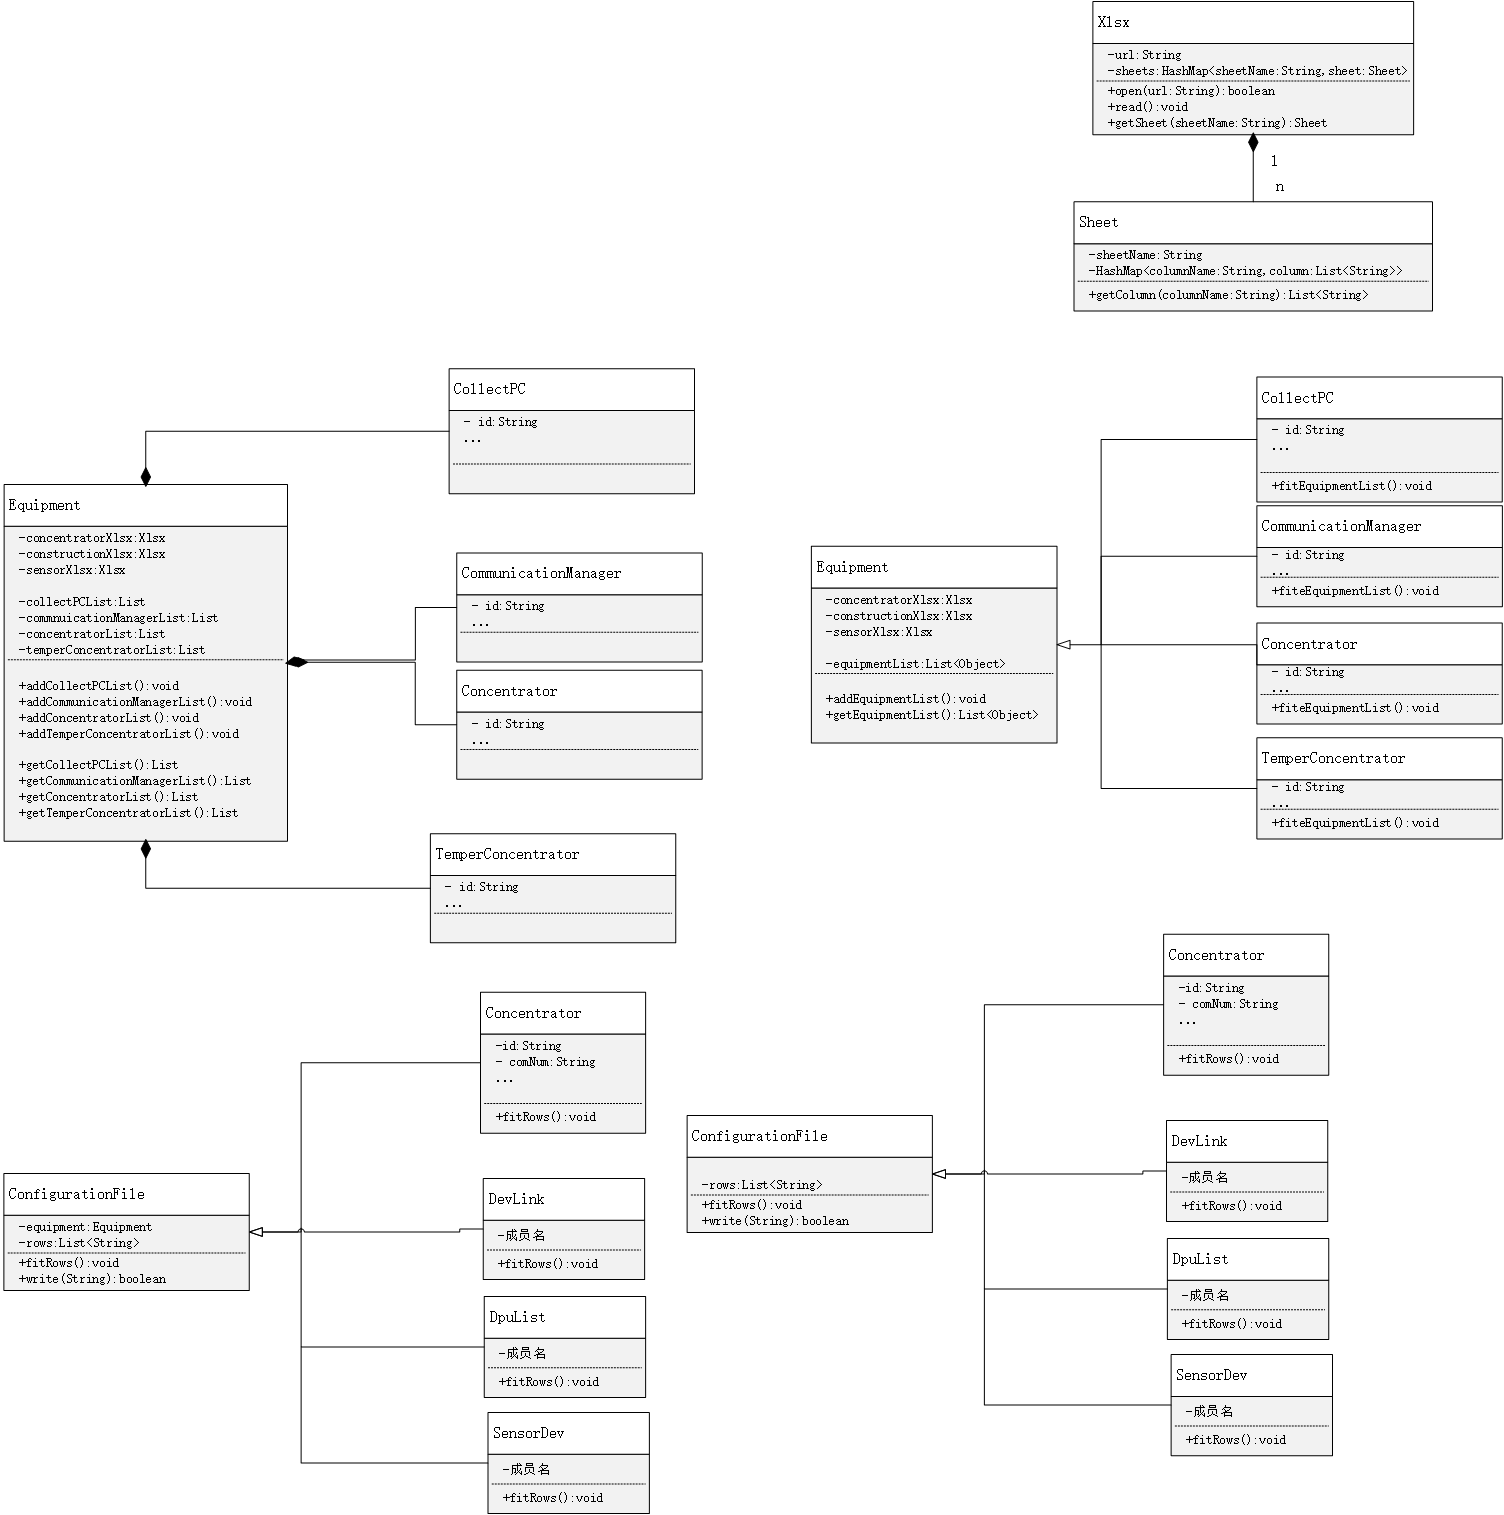 Xlsx
-url:String
-sheets:HashMap<sheetName:String,sheet:Sheet>
+open(url:String):boolean
+read():void
+getSheet(sheetName:String):Sheet
1
n
Sheet
-sheetName:String
-HashMap<columnName:String,column:List<String>>
+getColumn(columnName:String):List<String>
CollectPC
- id:String
...
Equipment
-concentratorXlsx:Xlsx
-constructionXlsx:Xlsx
-sensorXlsx:Xlsx
-collectPCList:List
-commnuicationManagerList:List
-concentratorList:List
-temperConcentratorList:List
+addCollectPCList():void
+addCommunicationManagerList():void
+addConcentratorList():void
+addTemperConcentratorList():void
+getCollectPCList():List
+getCommunicationManagerList():List
+getConcentratorList():List
+getTemperConcentratorList():List
CommunicationManager
- id:String
...
Concentrator
- id:String
...
TemperConcentrator
- id:String
...
Equipment
-concentratorXlsx:Xlsx
-constructionXlsx:Xlsx
-sensorXlsx:Xlsx
-equipmentList:List<Object>
+addEquipmentList():void
+getEquipmentList():List<Object>
CollectPC
- id:String
...
+fitEquipmentList():void
CommunicationManager
- id:String
...
+fiteEquipmentList():void
Concentrator
- id:String
...
+fiteEquipmentList():void
TemperConcentrator
- id:String
...
+fiteEquipmentList():void
ConfigurationFile
-equipment:Equipment
-rows:List<String>
+fitRows():void
+write(String):boolean
Concentrator
-id:String
- comNum:String
...
+fitRows():void
DevLink
-成员名
+fitRows():void
DpuList
-成员名
+fitRows():void
SensorDev
-成员名
+fitRows():void
ConfigurationFile
-rows:List<String>
+fitRows():void
+write(String):boolean
Concentrator
-id:String
- comNum:String
...
+fitRows():void
DevLink
-成员名
+fitRows():void
DpuList
-成员名
+fitRows():void
SensorDev
-成员名
+fitRows():void